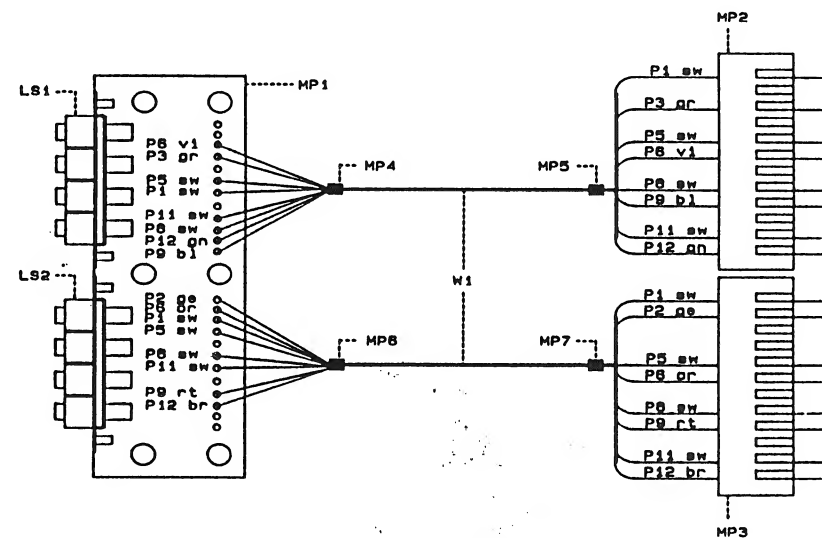 MP2
LS1
MP1
P1 sw
P3 gr
P5 sw
P6 vi
P8 sw
P9 bl
P11 sw
P12 gn
P6 vi
P3 gr
P5 sw
P1 sw
P11 sw
P8 sw
P12 gn
P9 bl
MP4
MP5
LS2
W1
P2 ge
P6 or
P1 sw
P5 sw
P8 sw
P11 sw
P9 rt
P12 br
MP6
MP7
P1 sw
P2 ge
P5 sw
P6 or
P8 sw
P9 rt
P11 sw
P12 br
MP3